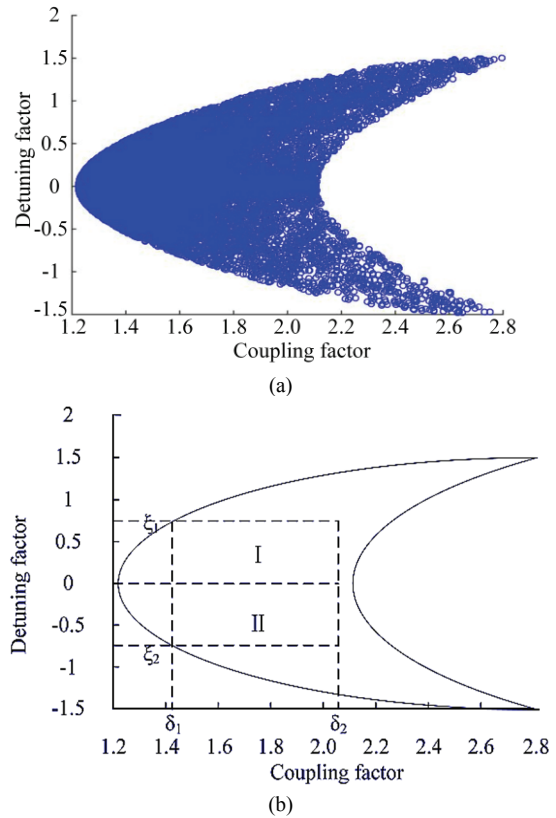 2
1.5
1
0.5
0
-0.5
-1
-1.5
Detuning factor
1.2 1.4 1.6 1.8 2.0 2.2 2.4 2.6 2.8
Coupling factor
(a)
2
1.5
1
0.5
0
-0.5
-1
-1.5
Detuning factor
ξ1
I
II
ξ2
δ1 δ2
1.2 1.4 1.6 1.8 2.0 2.2 2.4 2.6 2.8
Coupling factor
(b)